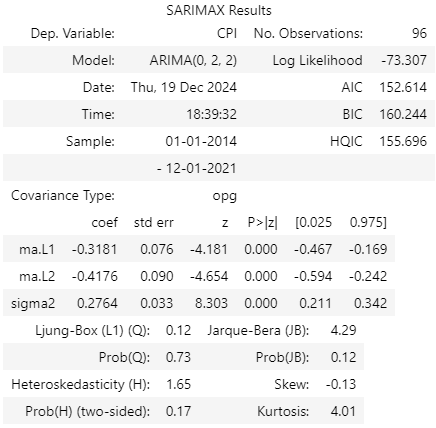 SARIMAX Results
Dep. Variable: CPI No. Observations: 96
Model: ARIMA(0, 2, 2) Log Likelihood -73.307
Date: Thu, 19 Dec 2024 AIC 152.614
Time: 18:39:32 BIC 160.244
Sample: 01-01-2014 HQIC 155.696
- 12-01-2021
Covariance Type: opg
coef std err z P>|z| [0.025 0.975]
ma.L1 -0.3181 0.076 -4.181 0.000 -0.467 -0.169
ma.L2 -0.4176 0.090 -4.654 0.000 -0.594 -0.242
sigma2 0.2764 0.033 8.303 0.000 0.211 0.342
Ljung-Box (L1) (Q): 0.12 Jarque-Bera (JB): 4.29
Prob(Q): 0.73 Prob(JB): 0.12
Heteroskedasticity (H): 1.65 Skew: -0.13
Prob(H) (two-sided): 0.17 Kurtosis: 4.01